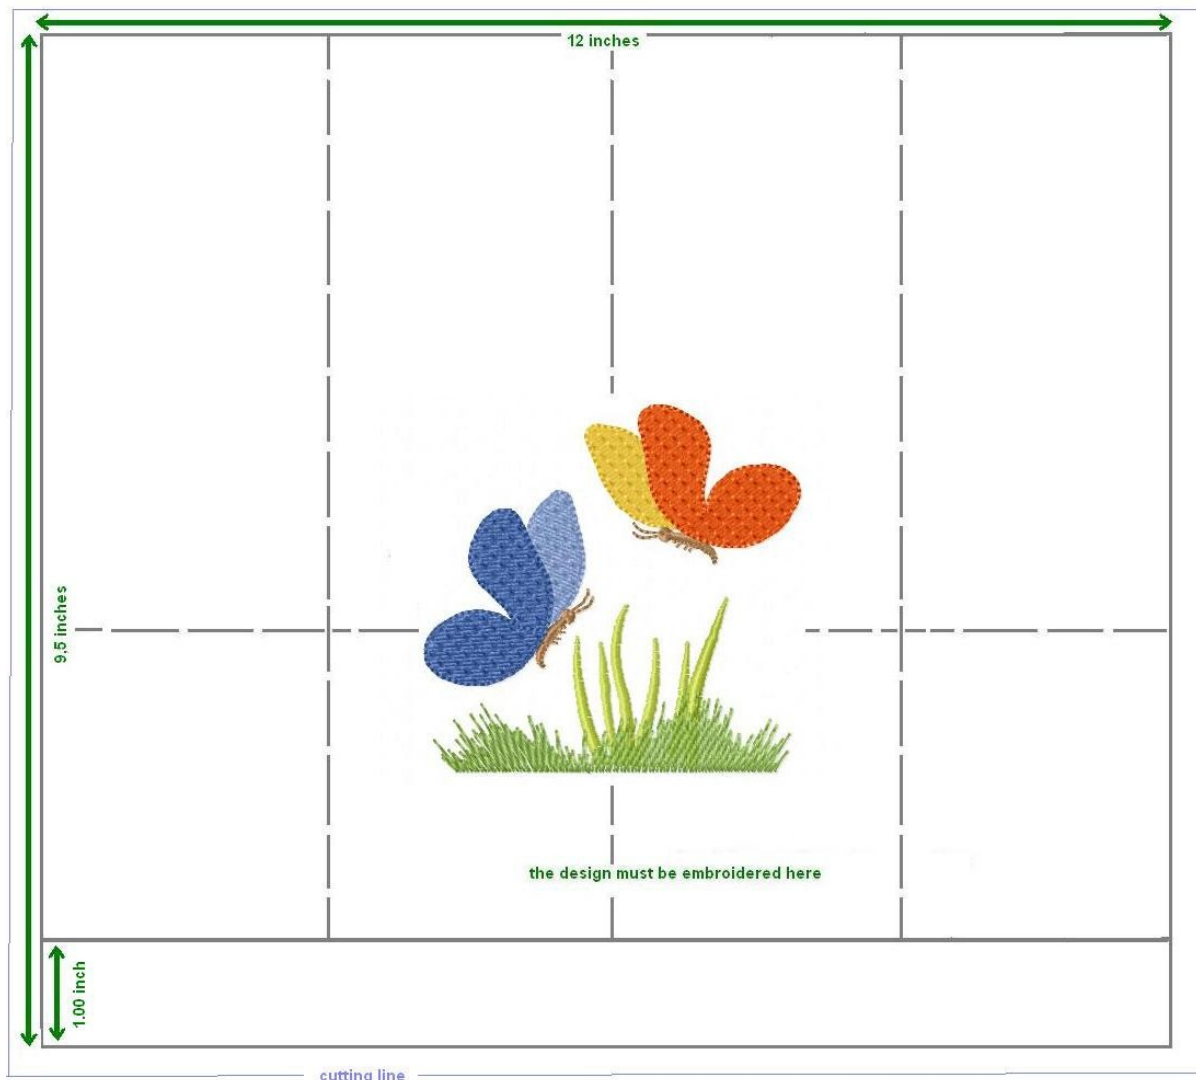 12 inches
9.5 inches
the design must be embroidered here
1.00 inch
cutting line